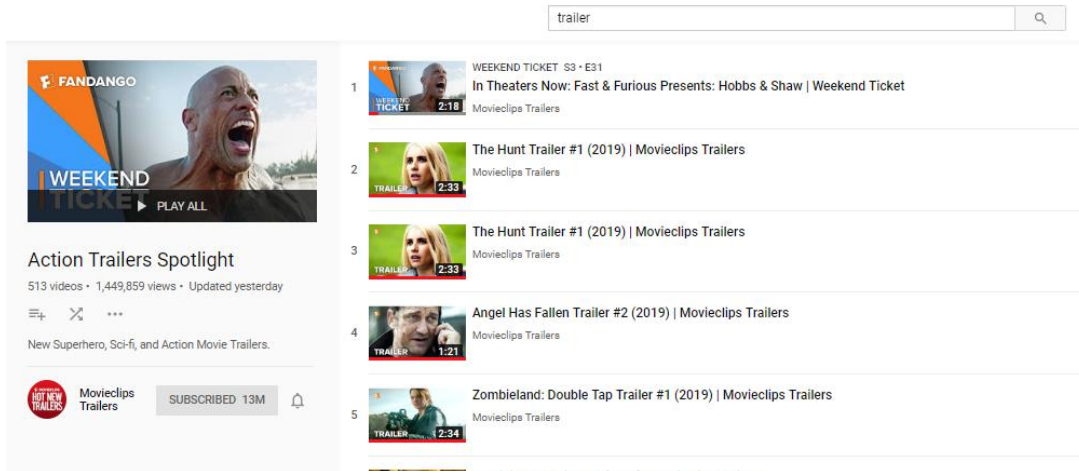 trailer
FANDANGO
WEEKEND
TICKET
PLAY ALL
Action Trailers Spotlight
513 videos • 1,449,859 views • Updated yesterday
New Superhero, Sci-fi, and Action Movie Trailers.
HOT NEW
TRAILERS
Movieclips
Trailers
SUBSCRIBED 13M
1
WEEKEND
TICKET
2:18
WEEKEND TICKET S3 • E31
In Theaters Now: Fast & Furious Presents: Hobbs & Shaw | Weekend Ticket
Movieclips Trailers
2
TRAILER
2:33
The Hunt Trailer #1 (2019) | Movieclips Trailers
Movieclips Trailers
3
TRAILER
2:33
The Hunt Trailer #1 (2019) | Movieclips Trailers
Movieclips Trailers
4
TRAILER
1:21
Angel Has Fallen Trailer #2 (2019) | Movieclips Trailers
Movieclips Trailers
5
TRAILER
2:34
Zombieland: Double Tap Trailer #1 (2019) | Movieclips Trailers
Movieclips Trailers